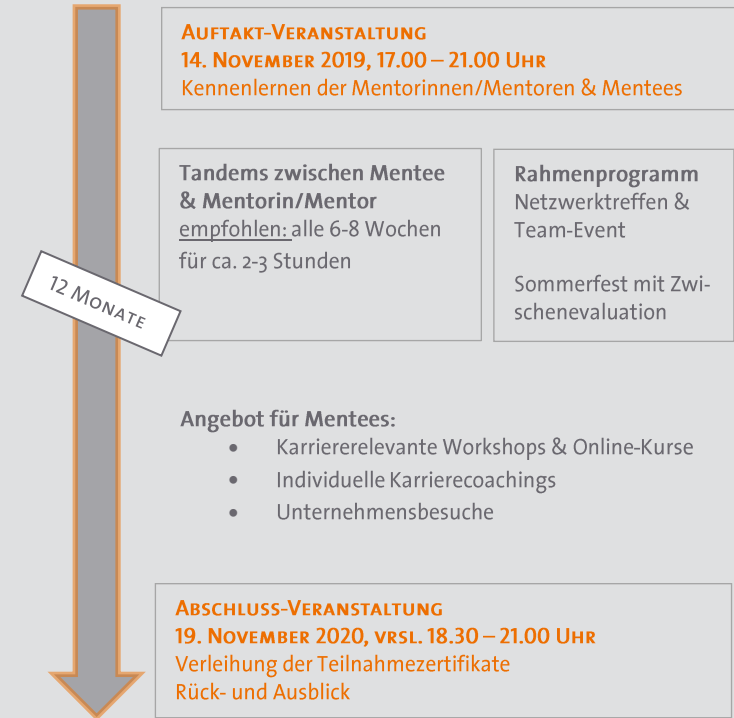 Auftakt-Veranstaltung
14. November 2019, 17.00 – 21.00 Uhr
Kennenlernen der Mentorinnen/Mentoren & Mentees
Tandems zwischen Mentee
& Mentorin/Mentor
empfohlen: alle 6-8 Wochen
für ca. 2-3 Stunden
Rahmenprogramm
Netzwerktreffen &
Team-Event
Sommerfest mit Zwi-
schenevaluation
12 Monate
Angebot für Mentees:
• Karriererelevante Workshops & Online-Kurse
• Individuelle Karrierecoachings
• Unternehmensbesuche
Abschluss-Veranstaltung
19. November 2020, vrsl. 18.30 – 21.00 Uhr
Verleihung der Teilnahmezertifikate
Rück- und Ausblick